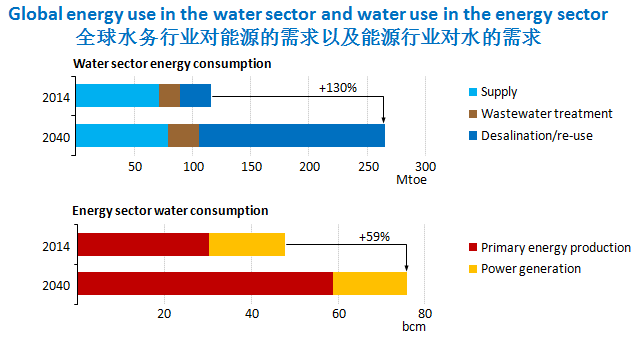 Global energy use in the water sector and water use in the energy sector
全球水务行业对能源的需求以及能源行业对水的需求
Water sector energy consumption
2014
+130%
2040
50 100 150 200 250 300
Mtoe
Supply
Wastewater treatment
Desalination/re-use
Energy sector water consumption
2014
+59%
2040
20 40 60 80
bcm
Primary energy production
Power generation